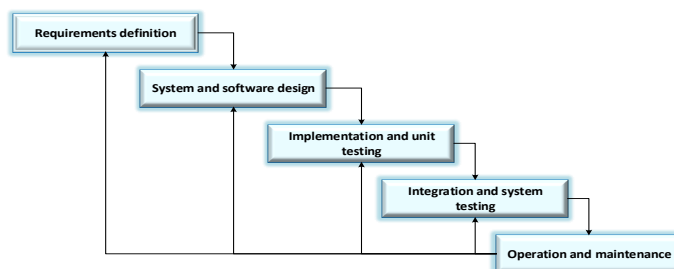 Requirements definition
System and software design
Implementation and unit
testing
Integration and system
testing
Operation and maintenance